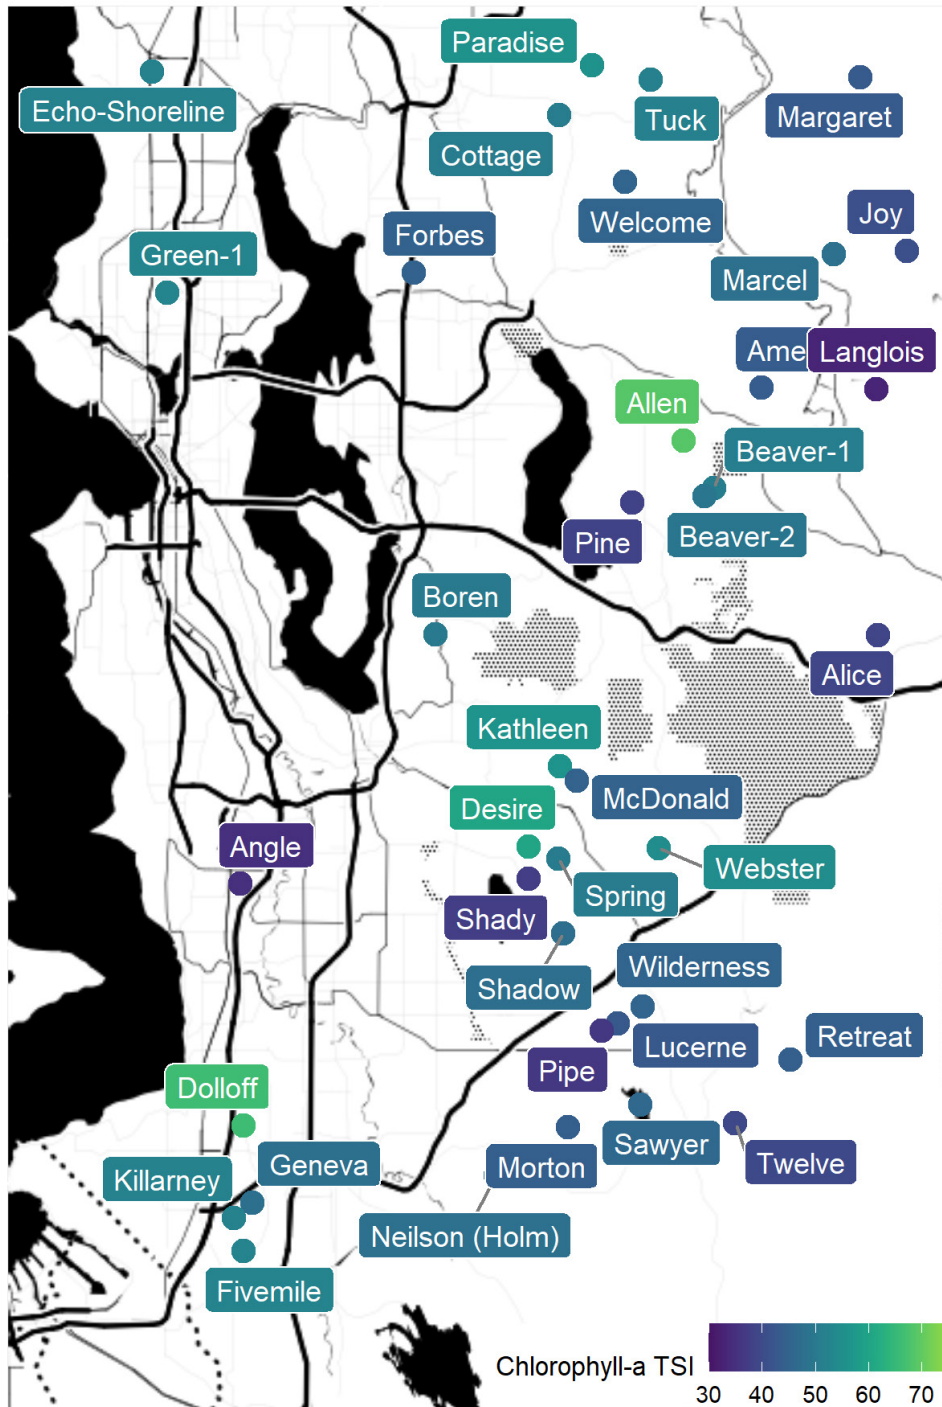 Paradise
Echo-Shoreline
Tuck
Margaret
Cottage
Welcome
Joy
Forbes
Green-1
Marcel
Ame
Langlois
Allen
Beaver-1
Beaver-2
Pine
Boren
Alice
Kathleen
McDonald
Desire
Angle
Webster
Spring
Shady
Wilderness
Shadow
Retreat
Lucerne
Pipe
Dolloff
Sawyer
Geneva
Morton
Twelve
Killarney
Neilson (Holm)
Fivemile
Chlorophyll-a TSI
30 40 50 60 70